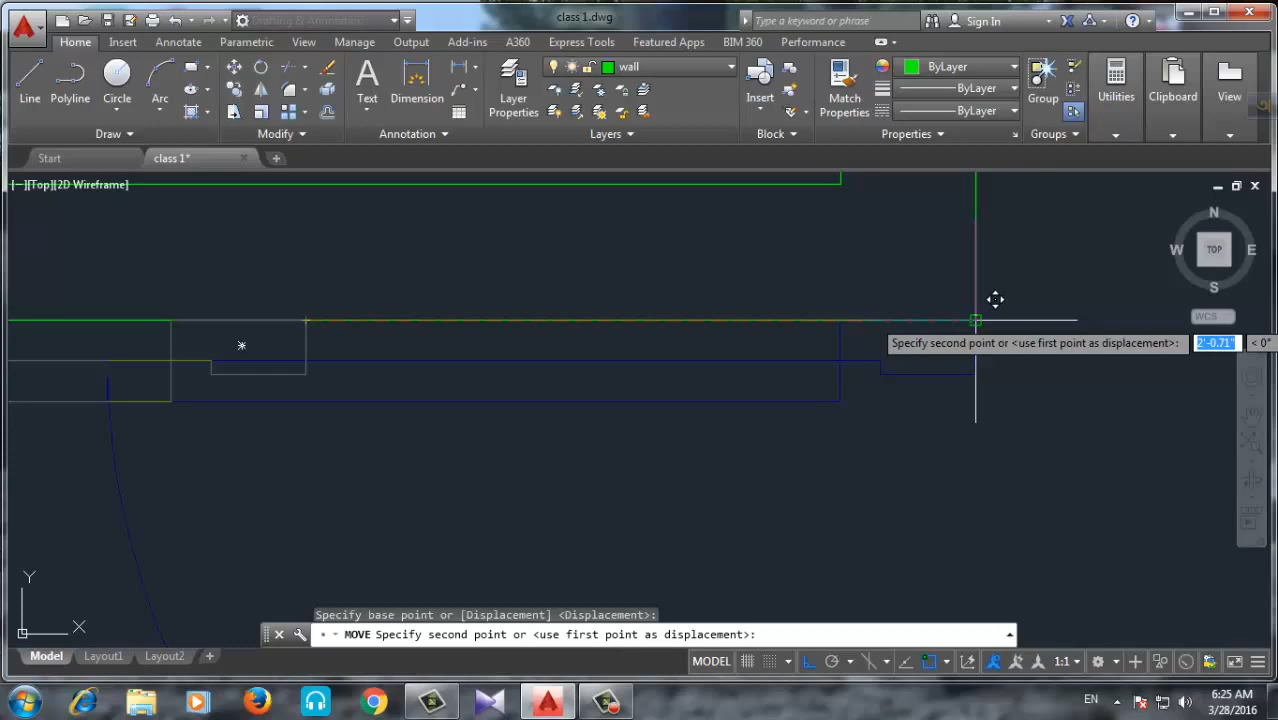 Drafting & Annotation
class 1.dwg
Type a keyword or phrase
Sign In
Home
Insert
Annotate
Parametric
View
Manage
Output
Add-ins
A360
Express Tools
Featured Apps
BIM 360
Performance
Line
Polyline
Circle
Arc
Text
Dimension
Layer
Properties
wall
Insert
Match
Properties
ByLayer
ByLayer
ByLayer
Group
Utilities
Clipboard
View
Draw
Modify
Annotation
Layers
Block
Properties
Groups
Start
class 1*
[−][Top][2D Wireframe]
N
W
TOP
E
S
WCS
Specify second point or <use first point as displacement>:
2'-0.71"
< 0°
Y
X
Specify base point or [Displacement] <Displacement>:
MOVE Specify second point or <use first point as displacement>:
Model
Layout1
Layout2
MODEL
1:1
EN
6:25 AM
3/28/2016